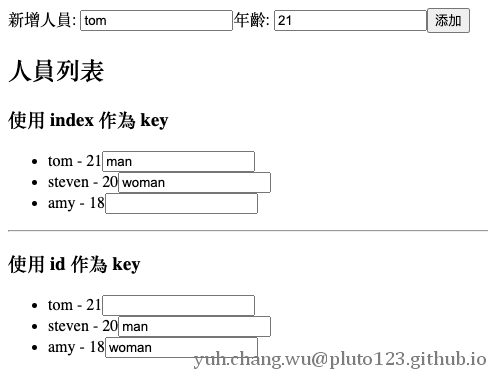 新增人員: tom 年齡: 21 添加
人員列表
使用 index 作為 key
tom - 21 man
steven - 20 woman
amy - 18
使用 id 作為 key
tom - 21
steven - 20 man
amy - 18 woman
yuh.chang.wu@pluto123.github.io